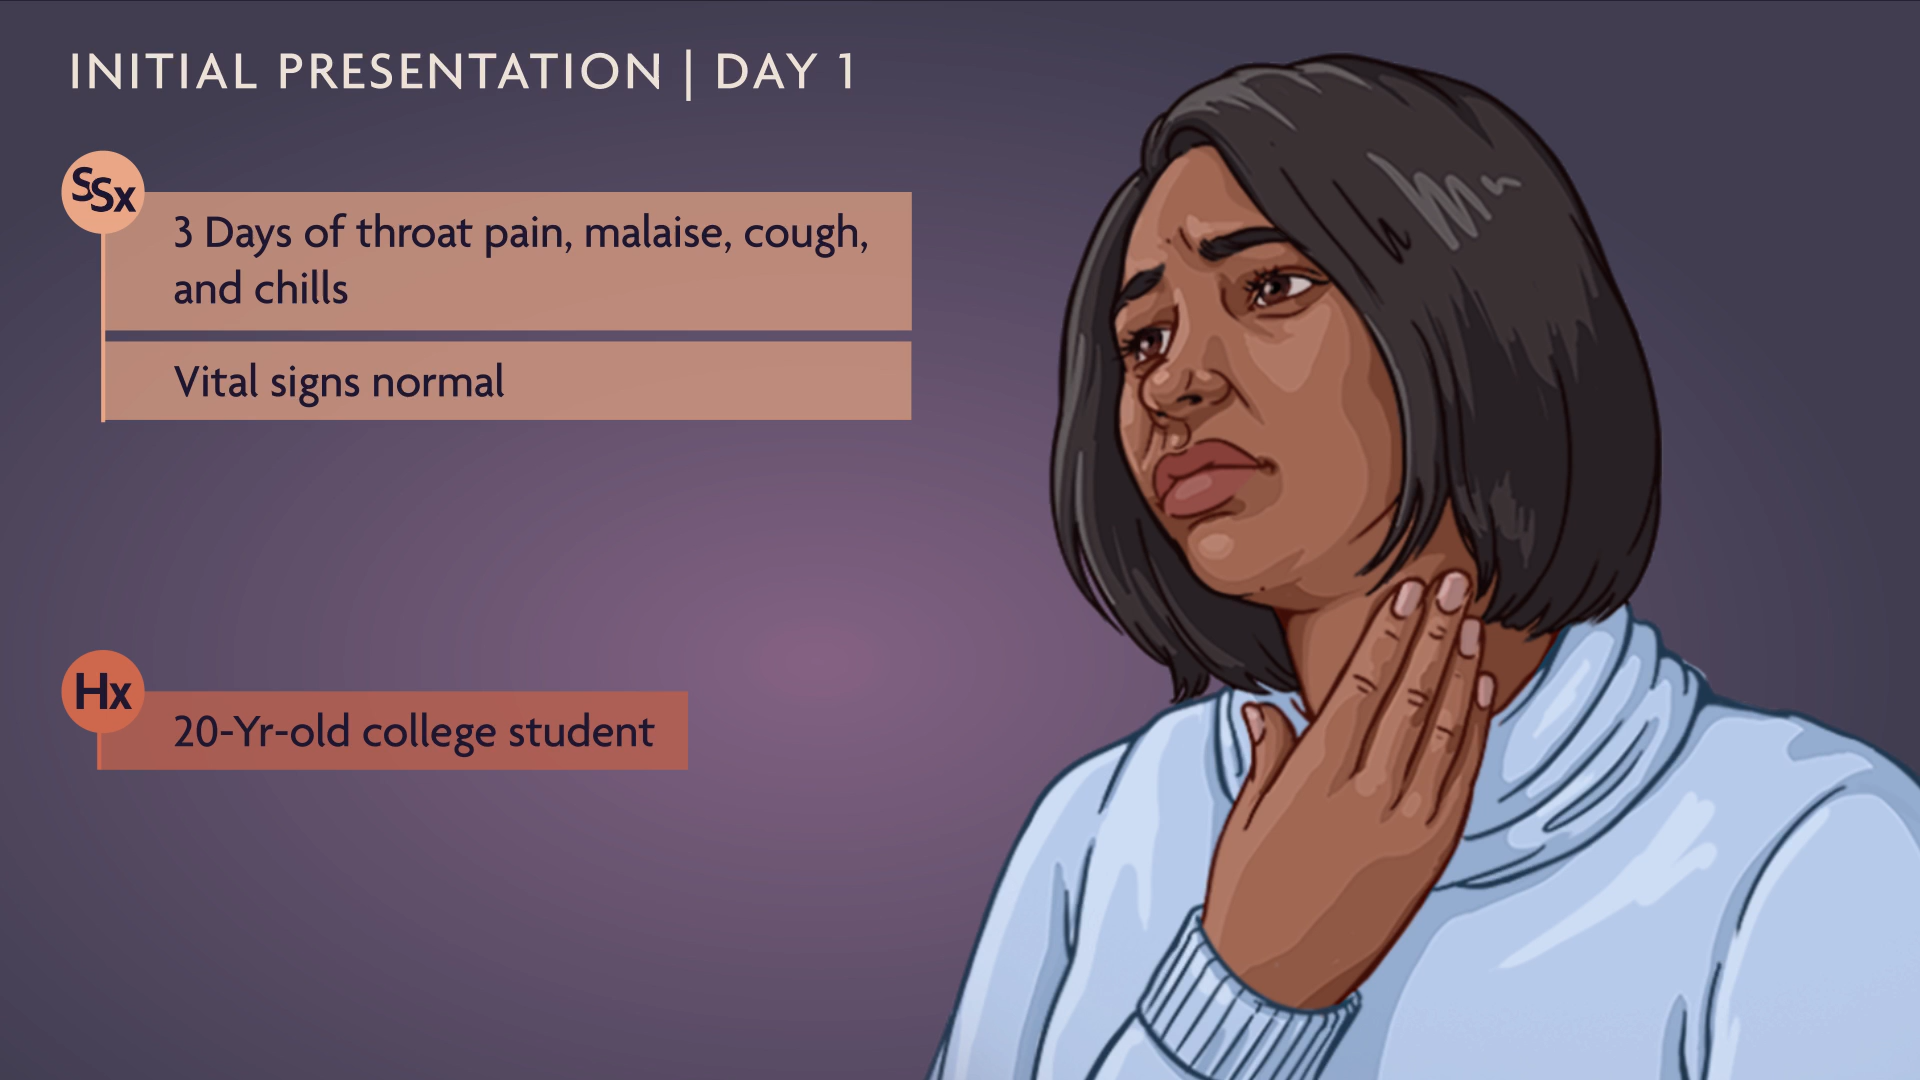 INITIAL PRESENTATION | DAY 1
SSx
3 Days of throat pain, malaise, cough,
and chills
Vital signs normal
Hx
20-Yr-old college student